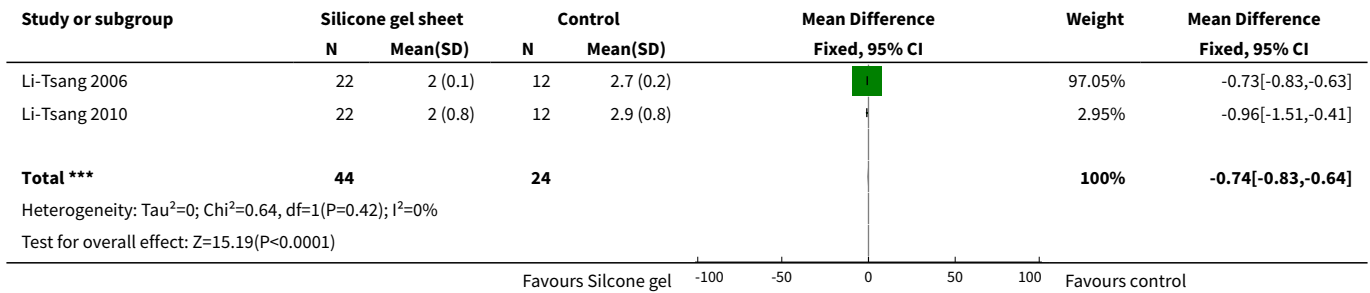 Study or subgroup Silicone gel sheet Control Mean Difference Weight Mean Difference
N Mean(SD) N Mean(SD) Fixed, 95% CI Fixed, 95% CI
Li-Tsang 2006 22 2 (0.1) 12 2.7 (0.2) 97.05% -0.73[-0.83,-0.63]
Li-Tsang 2010 22 2 (0.8) 12 2.9 (0.8) 2.95% -0.96[-1.51,-0.41]
Total *** 44 24 100% -0.74[-0.83,-0.64]
Heterogeneity: Tau²=0; Chi²=0.64, df=1(P=0.42); I²=0%
Test for overall effect: Z=15.19(P<0.0001)
Favours Silcone gel -100 -50 0 50 100 Favours control